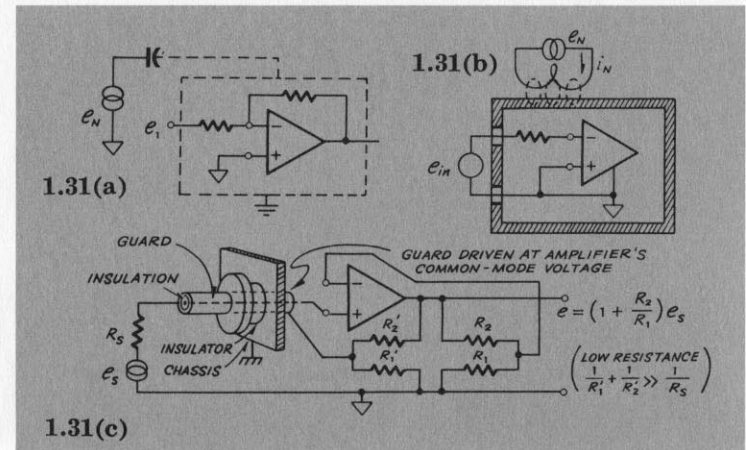 1.31(a)
e_N
e_1
−
+
1.31(b)
e_N
i_N
e_in
−
+
1.31(c)
GUARD
INSULATION
INSULATOR
CHASSIS
R_S
e_S
GUARD DRIVEN AT AMPLIFIER'S
COMMON-MODE VOLTAGE
−
+
R_2'
R_1'
R_2
R_1
e = (1 + R_2/R_1) e_S
(LOW RESISTANCE
1/R_1' + 1/R_2' >> 1/R_S)